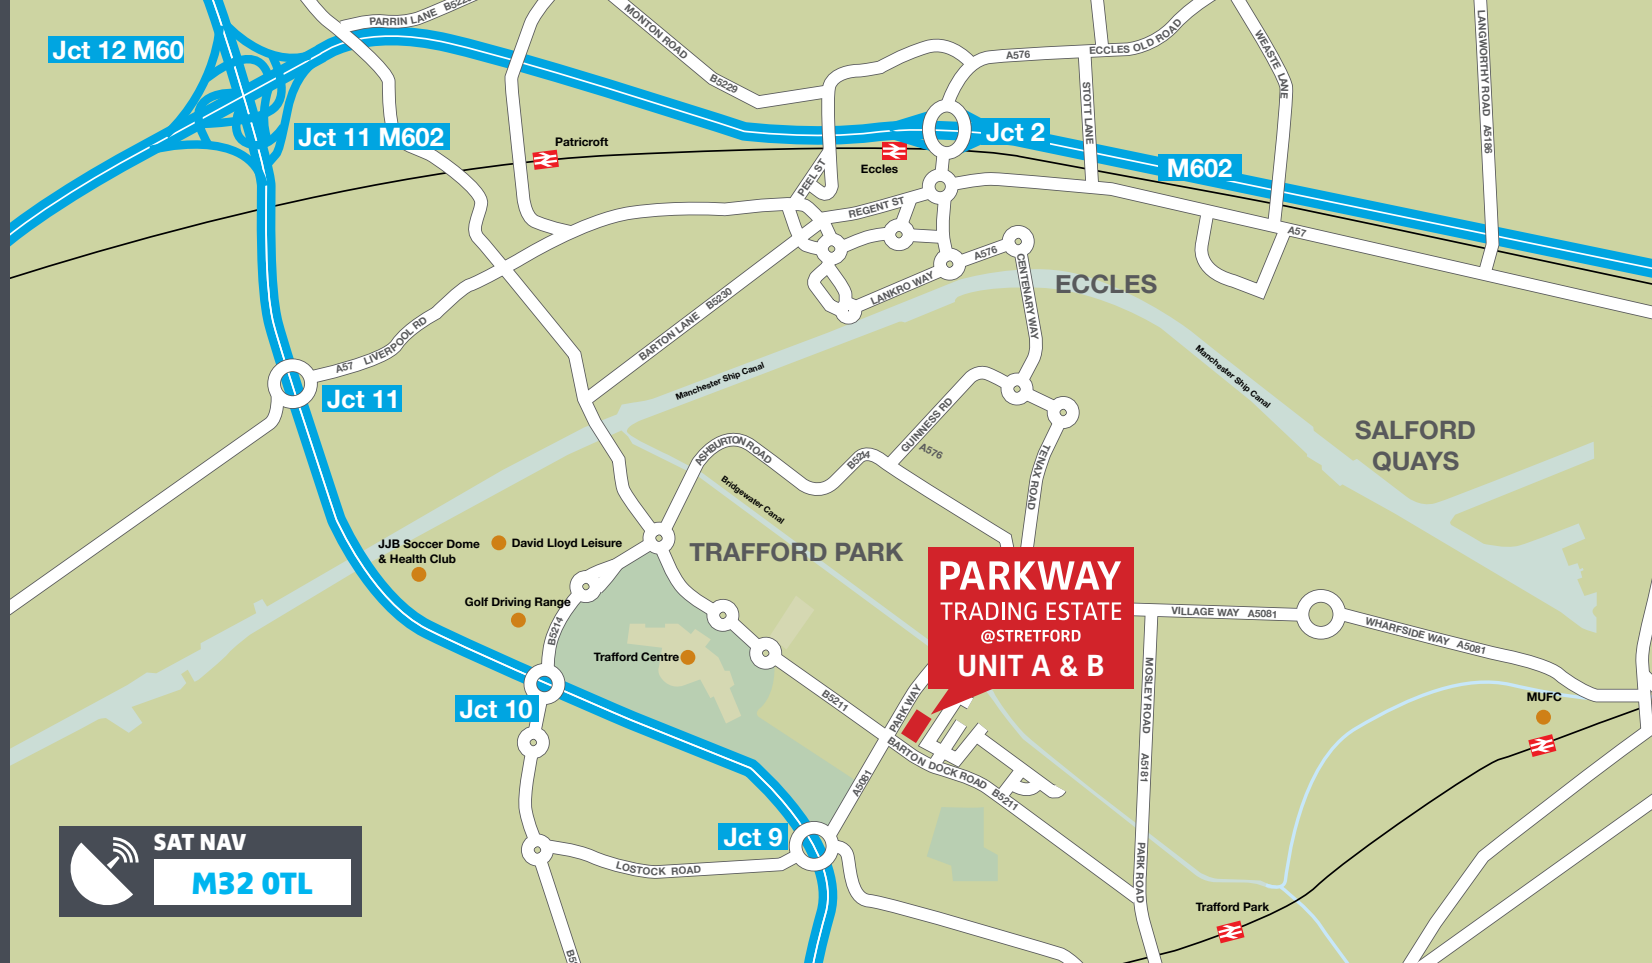 PARRIN LANE B522
Jct 12 M60
MONTON ROAD
B5229
A576
ECCLES OLD ROAD
WEASTE LANE
LANGWORTHY ROAD A5186
STOTT LANE
Jct 11 M602
Patricroft
Eccles
Jct 2
M602
PEEL ST
REGENT ST
A57
A576
LANKRO WAY
CENTENARY WAY
ECCLES
BARTON LANE B5230
A57 LIVERPOOL RD
Jct 11
Manchester Ship Canal
Manchester Ship Canal
GUINNESS RD
A576
SALFORD
QUAYS
ASHBURTON ROAD
B5214
TENAX ROAD
Bridgewater Canal
JJB Soccer Dome
& Health Club
David Lloyd Leisure
TRAFFORD PARK
Golf Driving Range
B5214
Trafford Centre
PARKWAY
TRADING ESTATE
@STRETFORD
UNIT A & B
VILLAGE WAY A5081
WHARFSIDE WAY A5081
MOSLEY ROAD A5181
MUFC
Jct 10
B5211
PARK WAY
BARTON DOCK ROAD B5211
A5081
Jct 9
LOSTOCK ROAD
PARK ROAD
Trafford Park
SAT NAV
M32 0TL